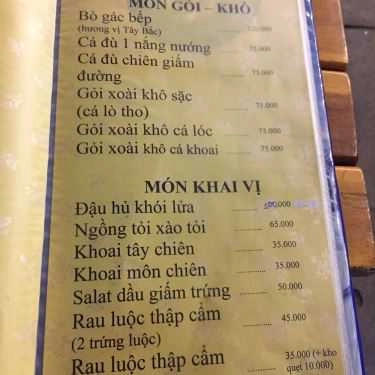 MÓN GỎI – KHÔ
Bò gác bếp
(hương vị Tây Bắc)
Cá đù 1 nắng nướng 75.000
Cá đù chiên giấm
đường 75.000
Gỏi xoài khô sặc
(cá lò tho) 75.000
Gỏi xoài khô cá lóc 75.000
Gỏi xoài khô cá khoai 75.000
MÓN KHAI VỊ
Đậu hủ khói lửa
Ngồng tỏi xào tỏi 65.000
Khoai tây chiên 35.000
Khoai môn chiên 35.000
Salat dầu giấm trứng 50.000
Rau luộc thập cẩm 45.000
(2 trứng luộc)
Rau luộc thập cẩm 35.000 (+ kho
quẹt 10.000)